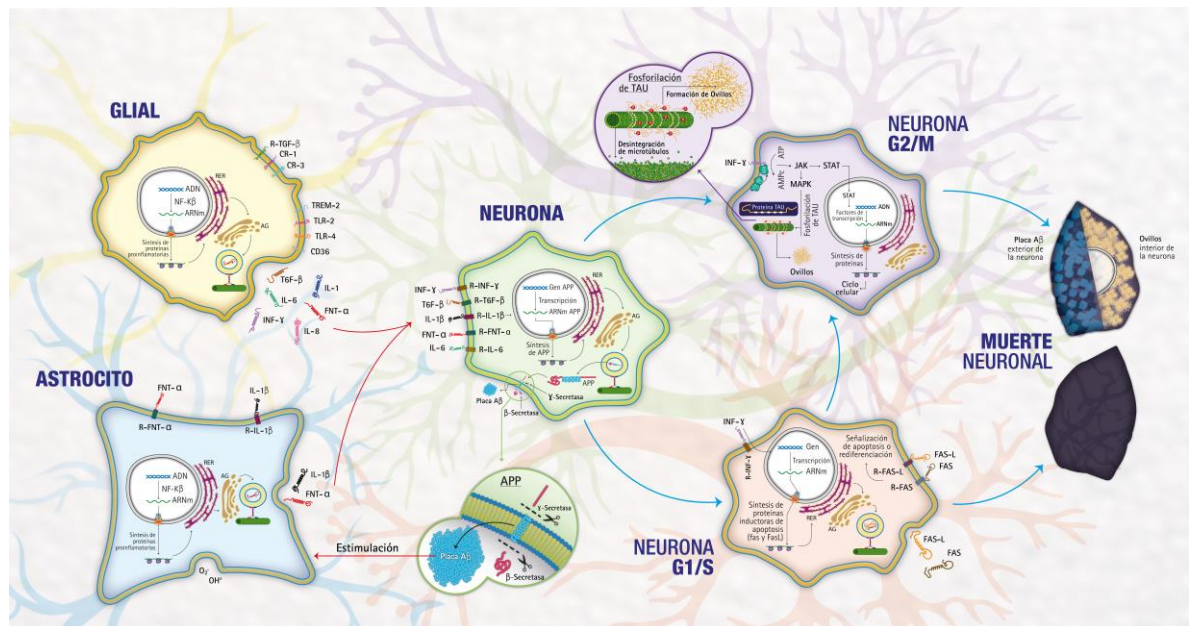 GLIAL
R-TGF-β
CR-1
CR-3
RER
ADN
NF-Kβ
ARNm
AG
TREM-2
TLR-2
TLR-4
CD36
Síntesis de
proteínas
proinflamatorias
T6F-β
IL-1
IL-6
FNT-α
INF-ɣ
IL-8
ASTROCITO
FNT-α
R-FNT-α
IL-1β
R-IL-1β
RER
ADN
NF-Kβ
ARNm
AG
IL-1β
FNT-α
Síntesis de
proteínas
proinflamatorias
O₂⁻
OH⁺
Estimulación
NEURONA
INF-ɣ
R-INF-ɣ
T6F-β
R-T6F-β
IL-1β
R-IL-1β
FNT-α
R-FNT-α
IL-6
R-IL-6
Gen APP
Transcripción
ARNm APP
RER
AG
Síntesis
de APP
APP
ɣ-Secretasa
Placa Aβ
β-Secretasa
APP
ɣ-Secretasa
Placa Aβ
β-Secretasa
Fosforilación
de TAU
Formación de Ovillos
Desintegración
de microtúbulos
NEURONA
G2/M
INF-ɣ
ATP
AMPc
JAK
STAT
MAPK
STAT
Proteína TAU
Fosforilación
de TAU
Factores de
transcripción
ADN
ARNm
Ovillos
Síntesis de
proteínas
Ciclo
celular
NEURONA
G1/S
INF-ɣ
R-INF-ɣ
Gen
Transcripción
ARNm
Señalización
de apoptosis o
rediferenciación
FAS-L
FAS
R-FAS-L
R-FAS
Síntesis
de proteínas
inductoras de
apoptosis
(fas y FasL)
RER
AG
FAS-L
FAS
Placa Aβ
exterior de
la neurona
Ovillos
interior de
la neurona
MUERTE
NEURONAL